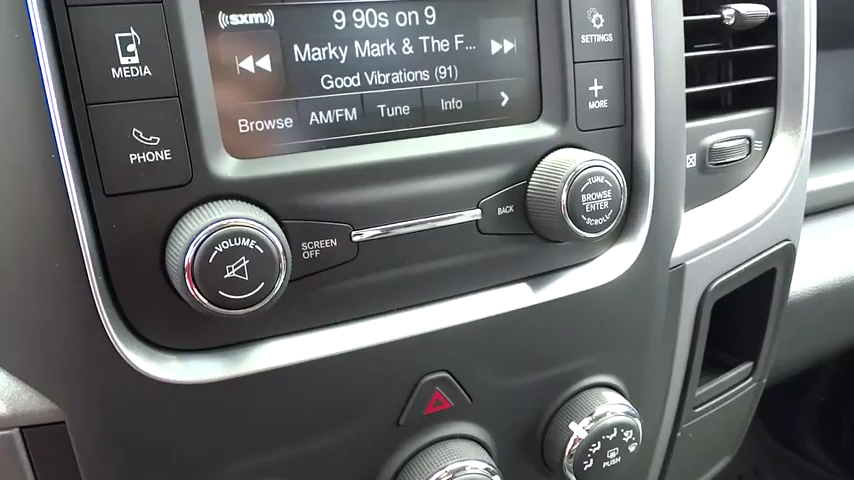 ((sxm))
9 90s on 9
Marky Mark & The F...
Good Vibrations (91)
Browse AM/FM Tune Info
MEDIA
PHONE
SETTINGS
+
MORE
VOLUME
SCREEN
OFF
BACK
TUNE
BROWSE
ENTER
SCROLL
PUSH